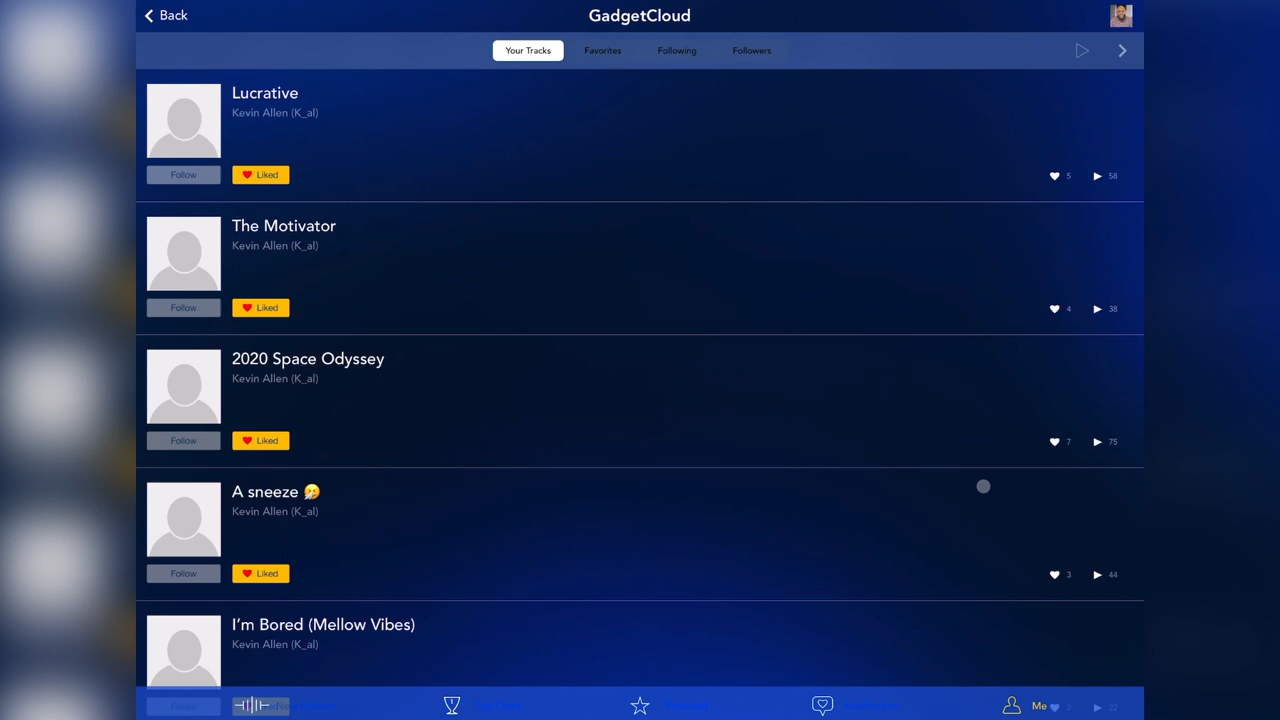 Back
GadgetCloud
Your Tracks
Favorites
Following
Followers
Lucrative
Kevin Allen (K_al)
Follow
Liked
5
58
The Motivator
Kevin Allen (K_al)
Follow
Liked
4
38
2020 Space Odyssey
Kevin Allen (K_al)
Follow
Liked
7
75
A sneeze 🤧
Kevin Allen (K_al)
Follow
Liked
3
44
I’m Bored (Mellow Vibes)
Kevin Allen (K_al)
Follow
Me
22